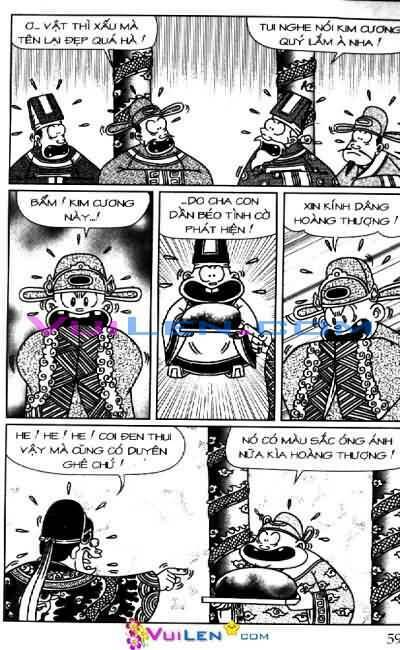 Ơ.. VẬT THÌ XẤU MÀ
TÊN LẠI ĐẸP QUÁ HÀ !
TUI NGHE NÓI KIM CƯƠNG
QUÝ LẮM À NHA !
BẨM ! KIM CƯƠNG
NÀY...!
..DO CHA CON
DẦN BÉO TÌNH CỜ
PHÁT HIỆN !
XIN KÍNH DÂNG
HOÀNG THƯỢNG !
VUILEN.COM
HE ! HE ! HE ! COI ĐEN THUI
VẬY MÀ CŨNG CÓ DUYÊN
GHÊ CHỨ !
NÓ CÓ MÀU SẮC ÓNG ÁNH
NỮA KÌA HOÀNG THƯỢNG !
59
VUILEN.COM